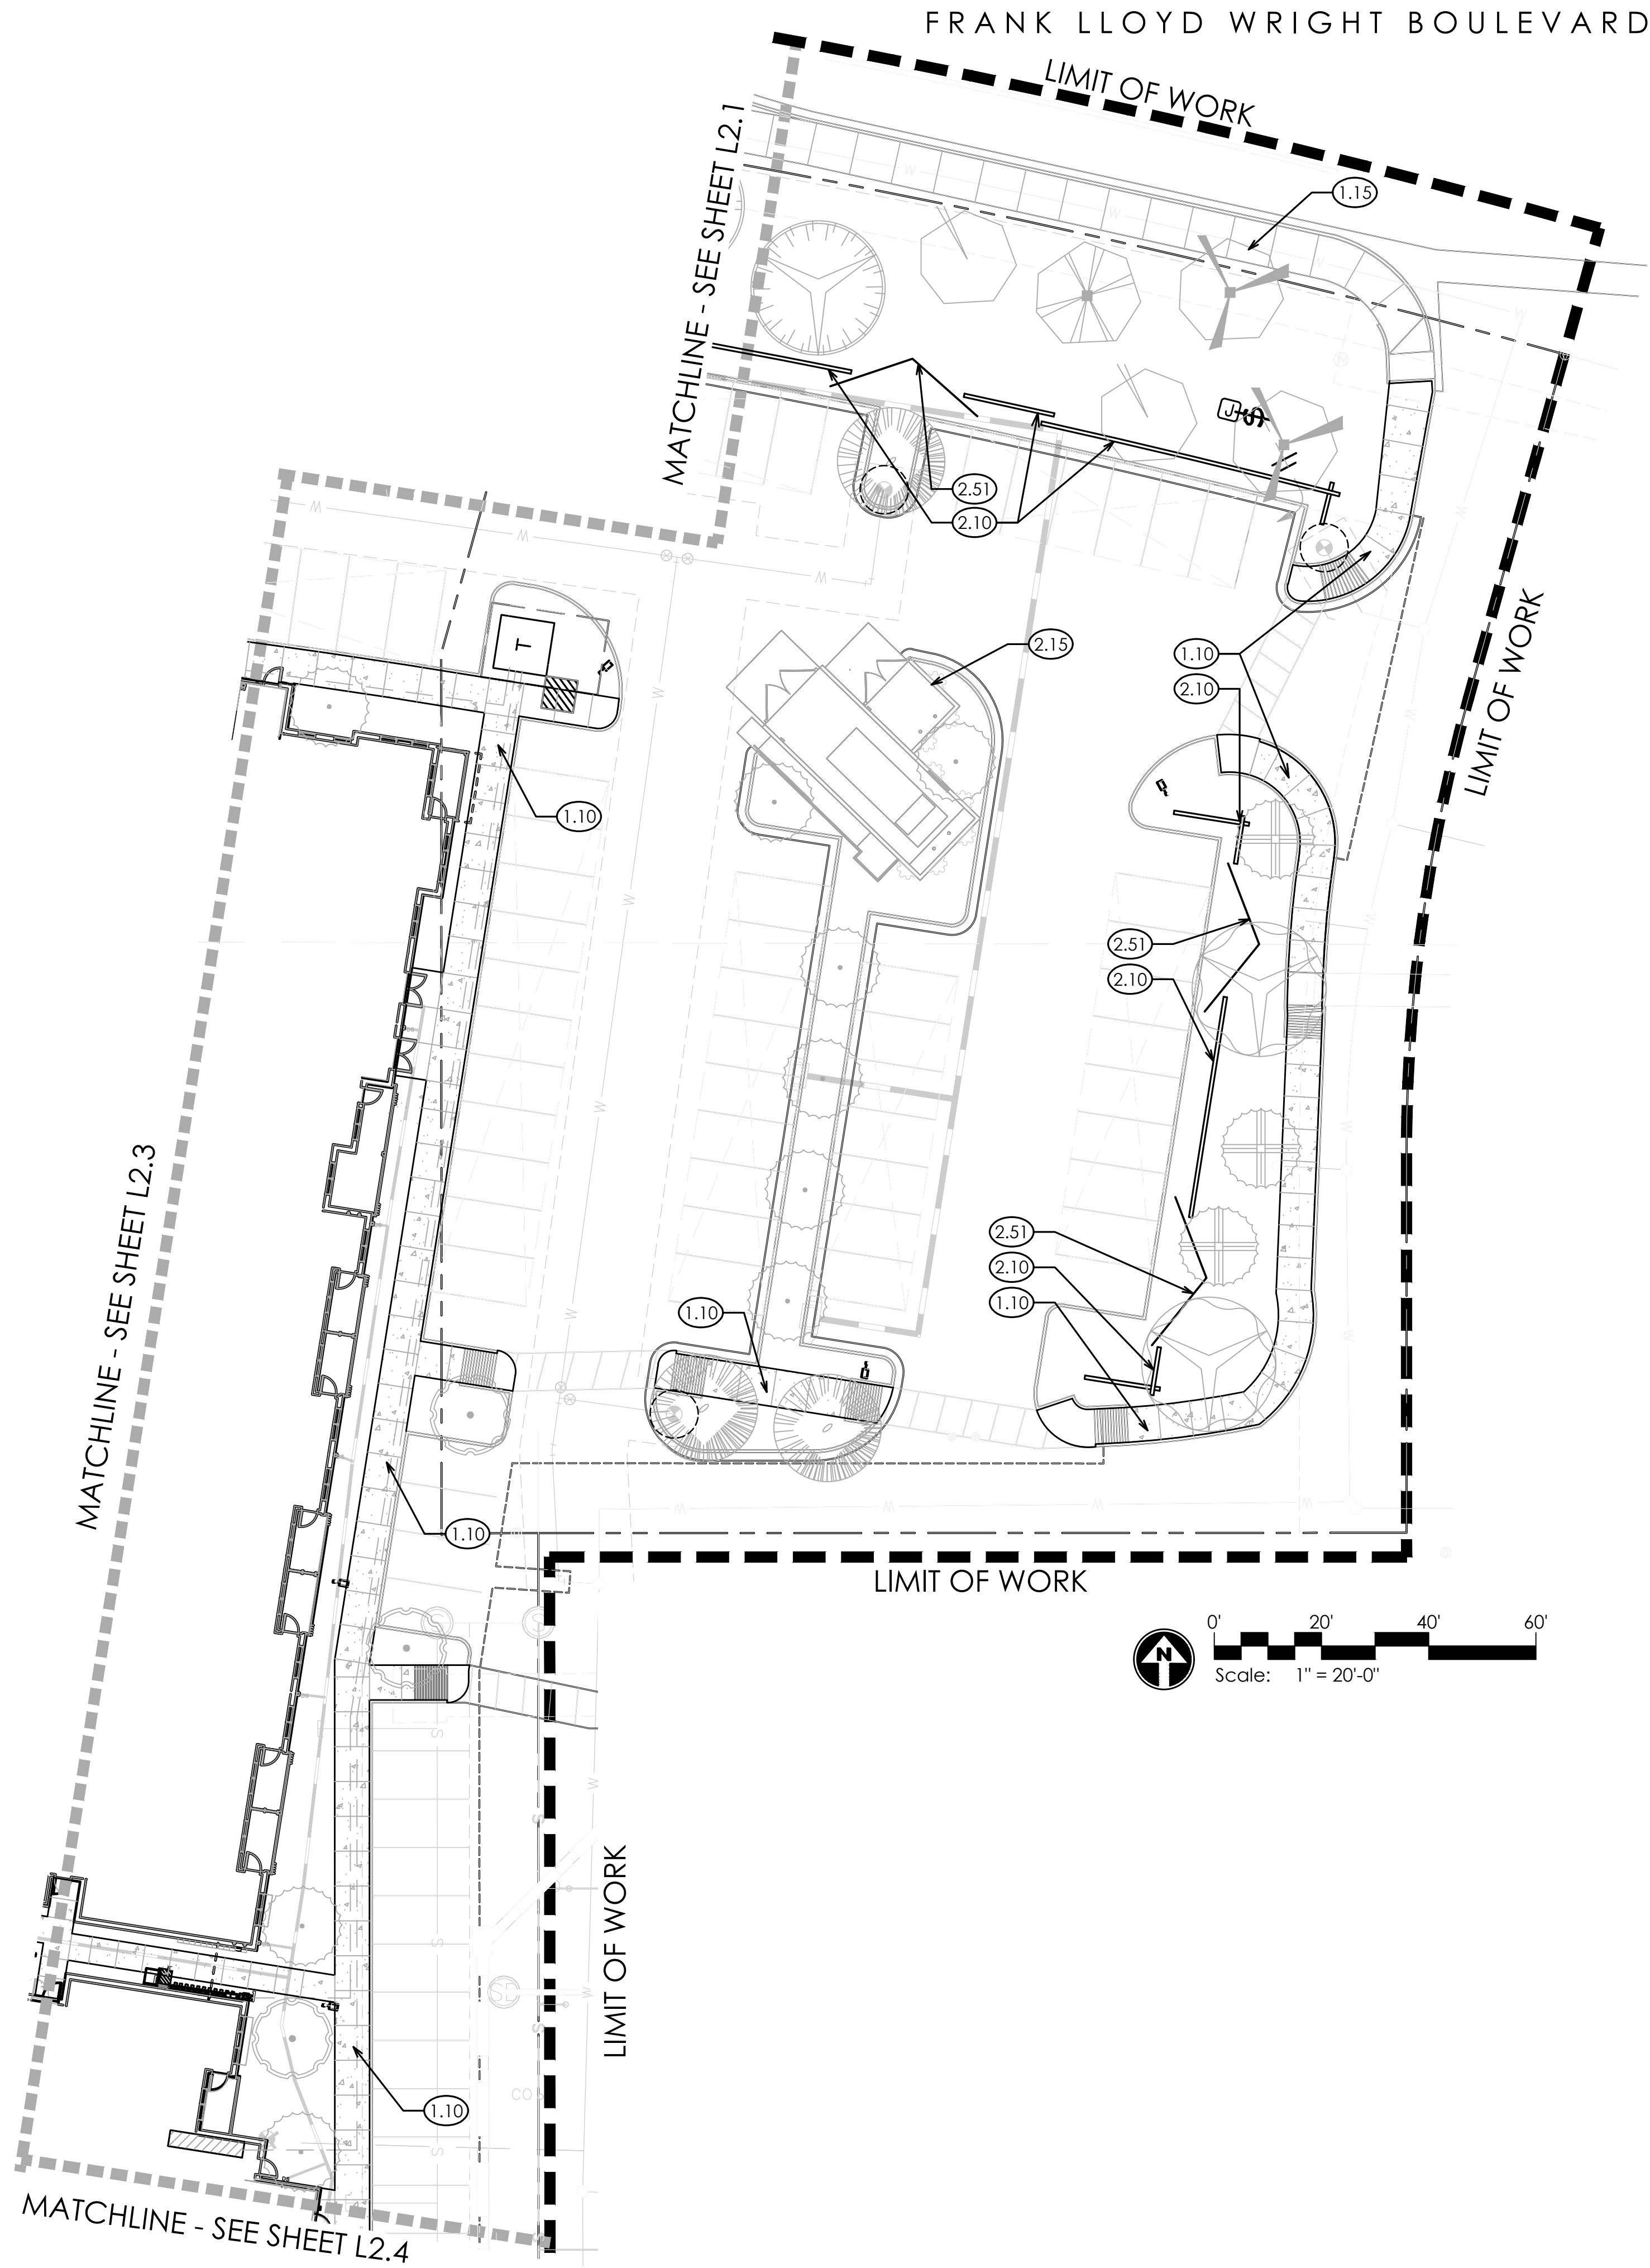 FRANK LLOYD WRIGHT BOULEVARD
LIMIT OF WORK
MATCHLINE - SEE SHEET L2.1
1.15
W
W
W
W
J
S
2.51
2.10
W
W
W
T
2.15
1.10
2.10
LIMIT OF WORK
1.10
W
W
2.51
2.10
W
W
MATCHLINE - SEE SHEET L2.3
2.51
2.10
1.10
1.10
W
W
1.10
W
W
W
W
LIMIT OF WORK
0' 20' 40' 60'
N
Scale: 1" = 20'-0"
S
S
W
S
S
LIMIT OF WORK
S
W
S
CO
1.10
S
MATCHLINE - SEE SHEET L2.4